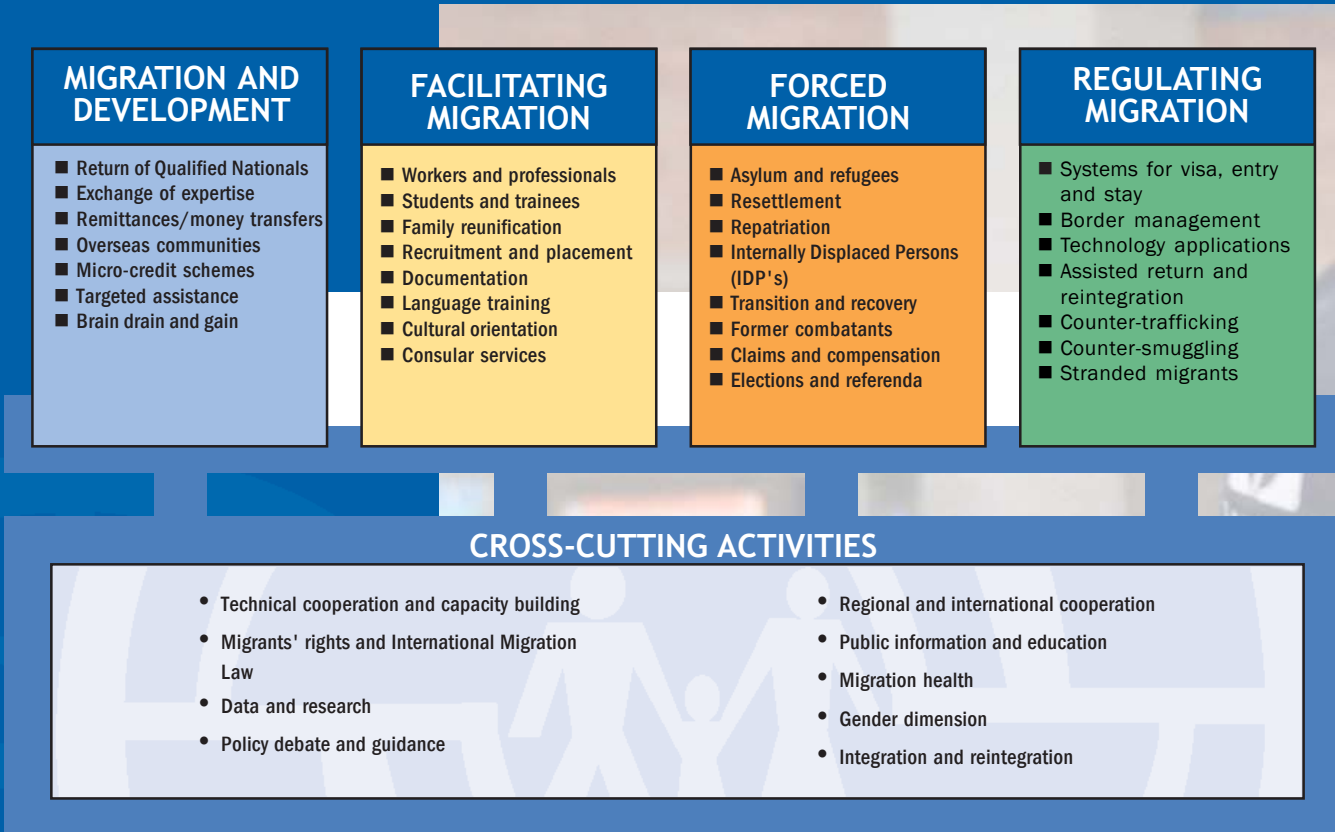 MIGRATION AND
DEVELOPMENT
■ Return of Qualified Nationals
■ Exchange of expertise
■ Remittances/money transfers
■ Overseas communities
■ Micro-credit schemes
■ Targeted assistance
■ Brain drain and gain
FACILITATING
MIGRATION
■ Workers and professionals
■ Students and trainees
■ Family reunification
■ Recruitment and placement
■ Documentation
■ Language training
■ Cultural orientation
■ Consular services
FORCED
MIGRATION
■ Asylum and refugees
■ Resettlement
■ Repatriation
■ Internally Displaced Persons
(IDP's)
■ Transition and recovery
■ Former combatants
■ Claims and compensation
■ Elections and referenda
REGULATING
MIGRATION
■ Systems for visa, entry
and stay
■ Border management
■ Technology applications
■ Assisted return and
reintegration
■ Counter-trafficking
■ Counter-smuggling
■ Stranded migrants
CROSS-CUTTING ACTIVITIES
• Technical cooperation and capacity building
• Migrants' rights and International Migration
Law
• Data and research
• Policy debate and guidance
• Regional and international cooperation
• Public information and education
• Migration health
• Gender dimension
• Integration and reintegration